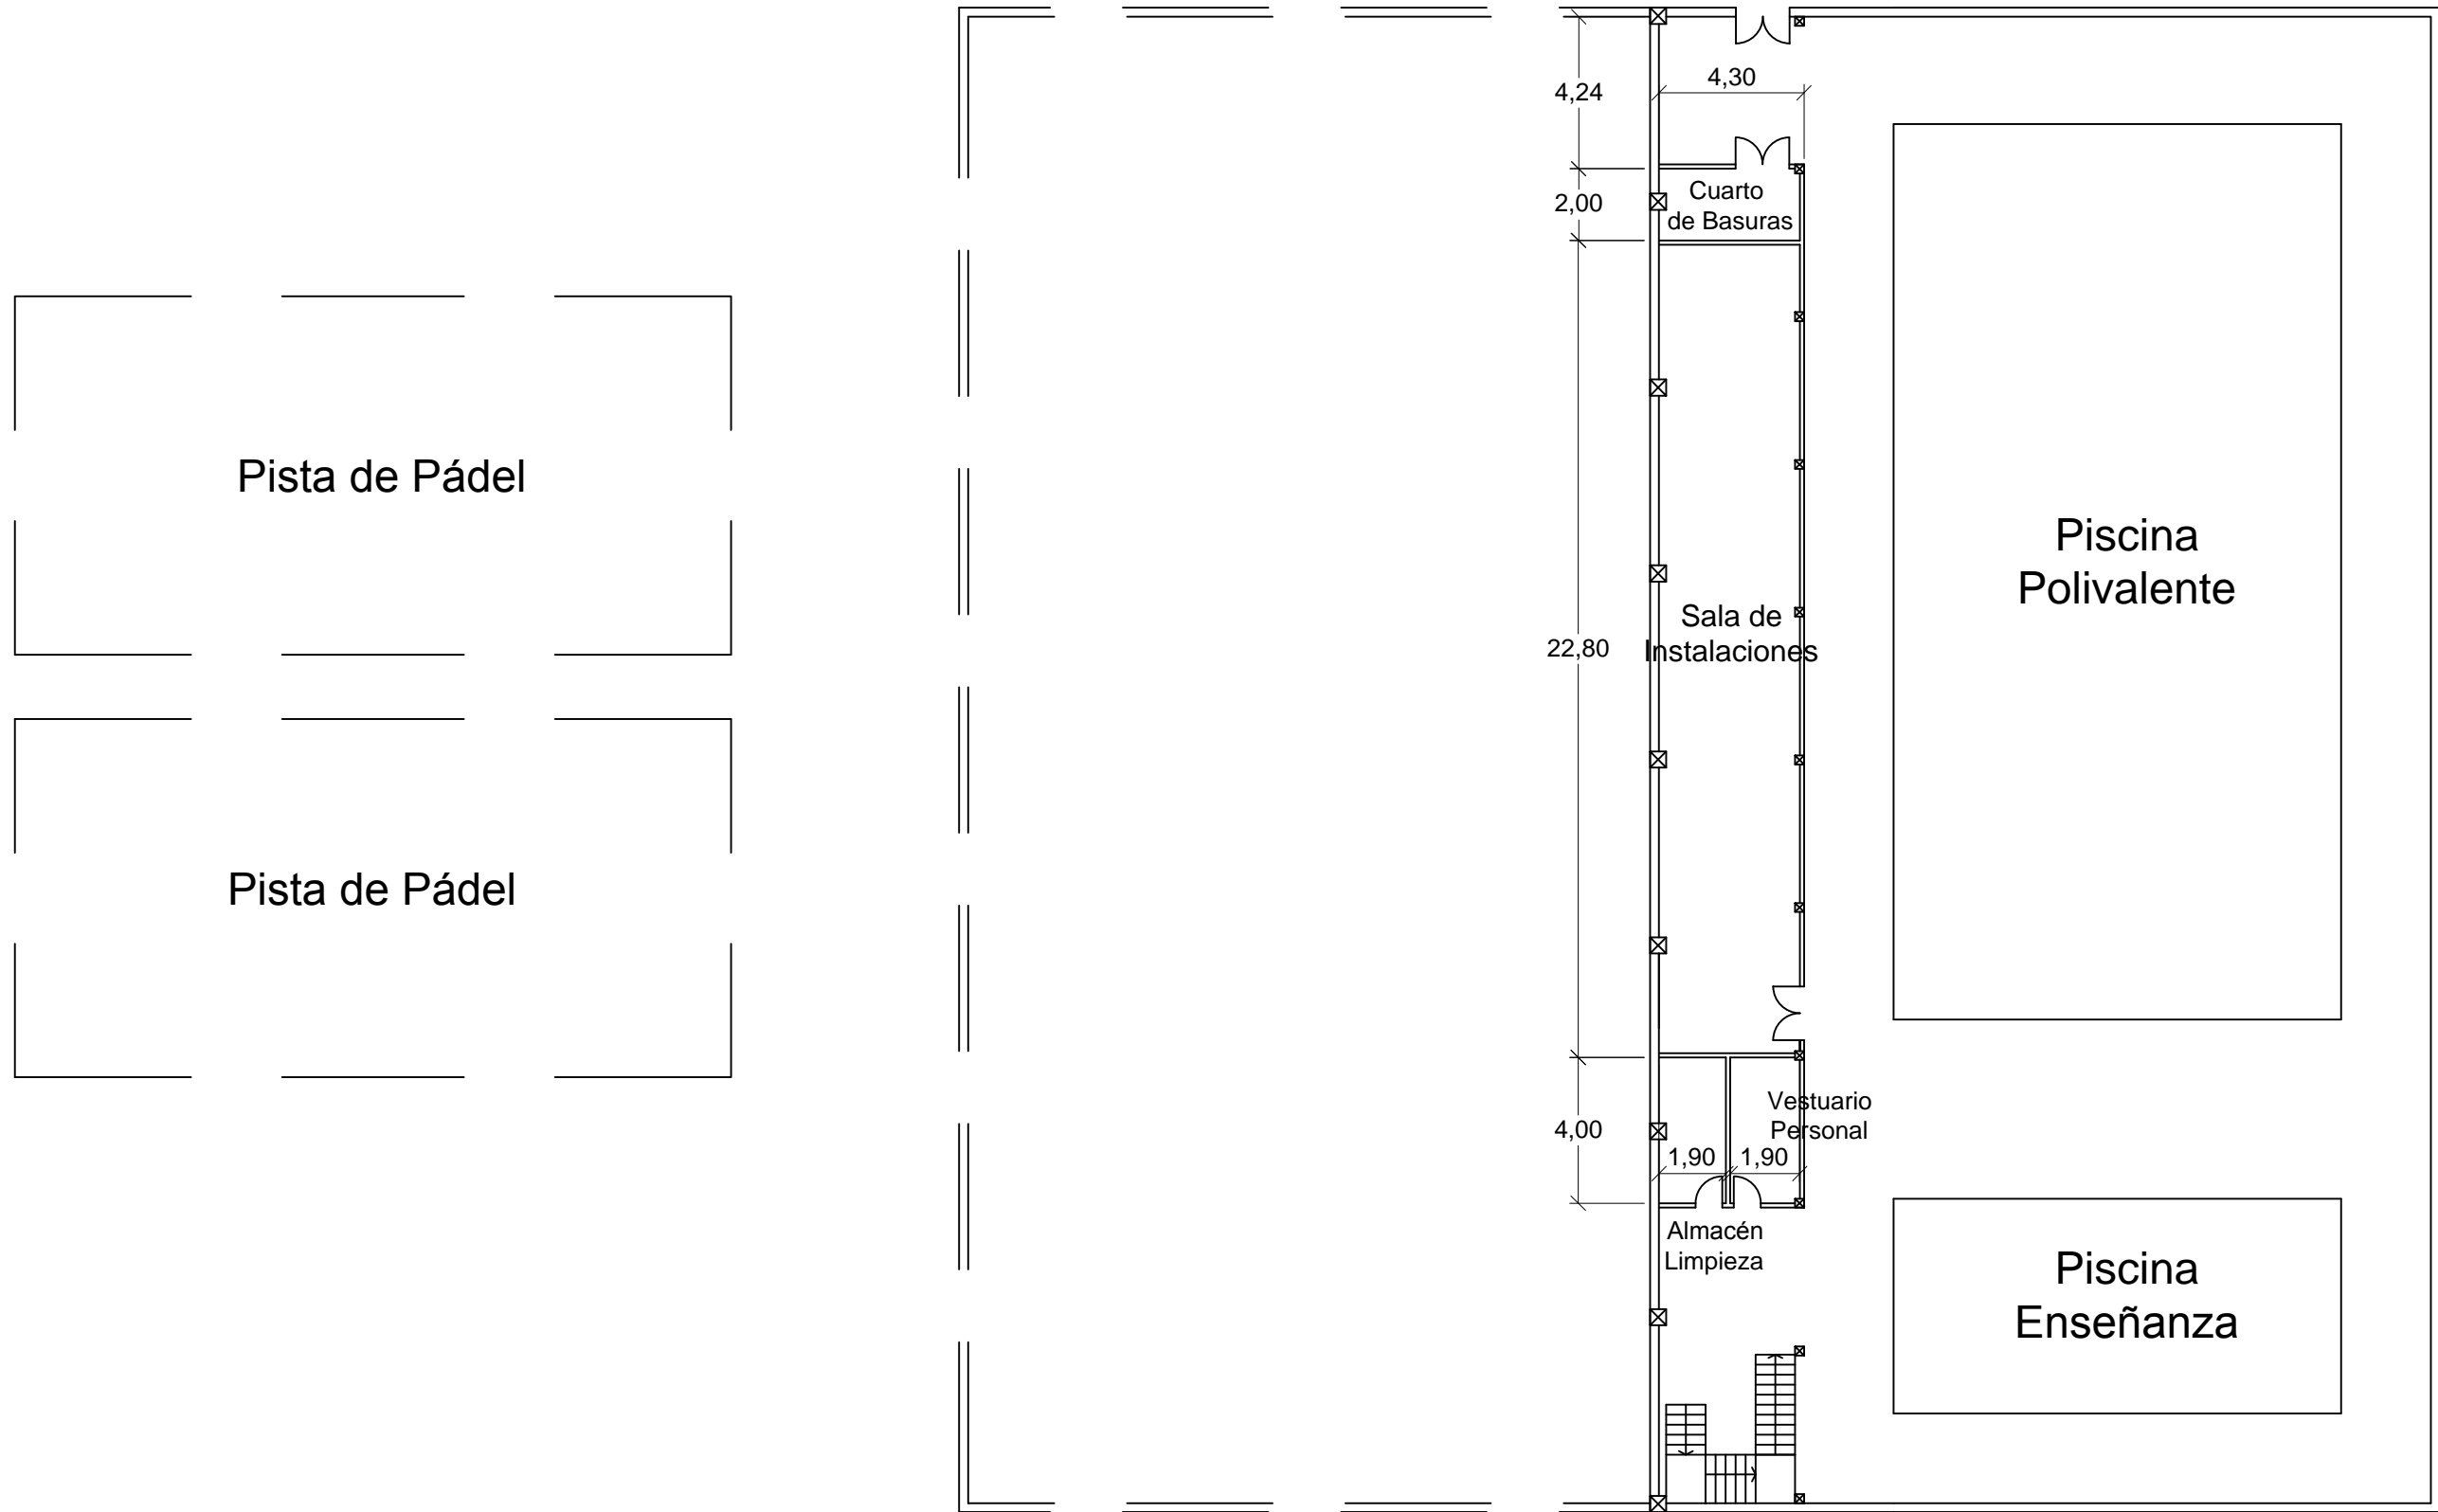 4,30
4,24
Cuarto
de Basuras
2,00
Pista de Pádel
Piscina
Polivalente
Sala de
Instalaciones
22,80
Pista de Pádel
Vestuario
Personal
4,00
1,90
1,90
Almacén
Limpieza
Piscina
Enseñanza